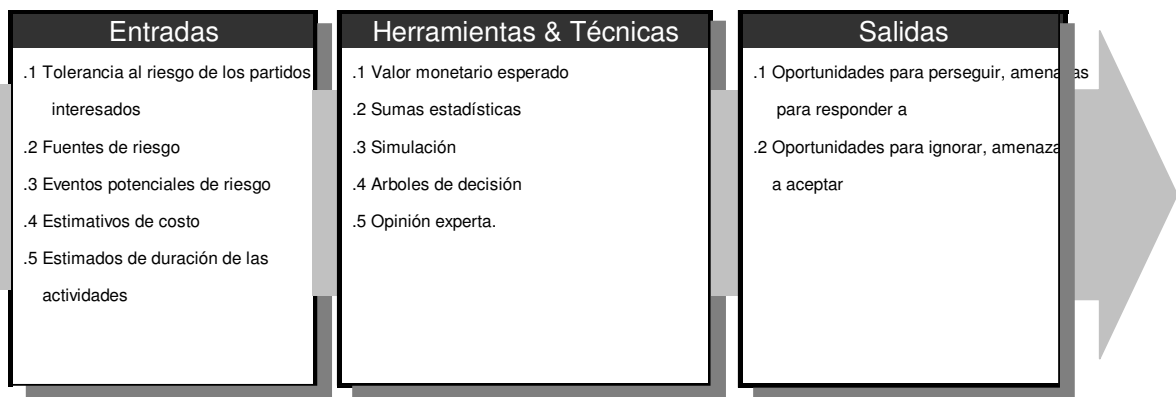 Entradas
.1 Tolerancia al riesgo de los partidos
interesados
.2 Fuentes de riesgo
.3 Eventos potenciales de riesgo
.4 Estimativos de costo
.5 Estimados de duración de las
actividades
Herramientas & Técnicas
.1 Valor monetario esperado
.2 Sumas estadísticas
.3 Simulación
.4 Arboles de decisión
.5 Opinión experta.
Salidas
.1 Oportunidades para perseguir, amenazas
para responder a
.2 Oportunidades para ignorar, amenaza
a aceptar